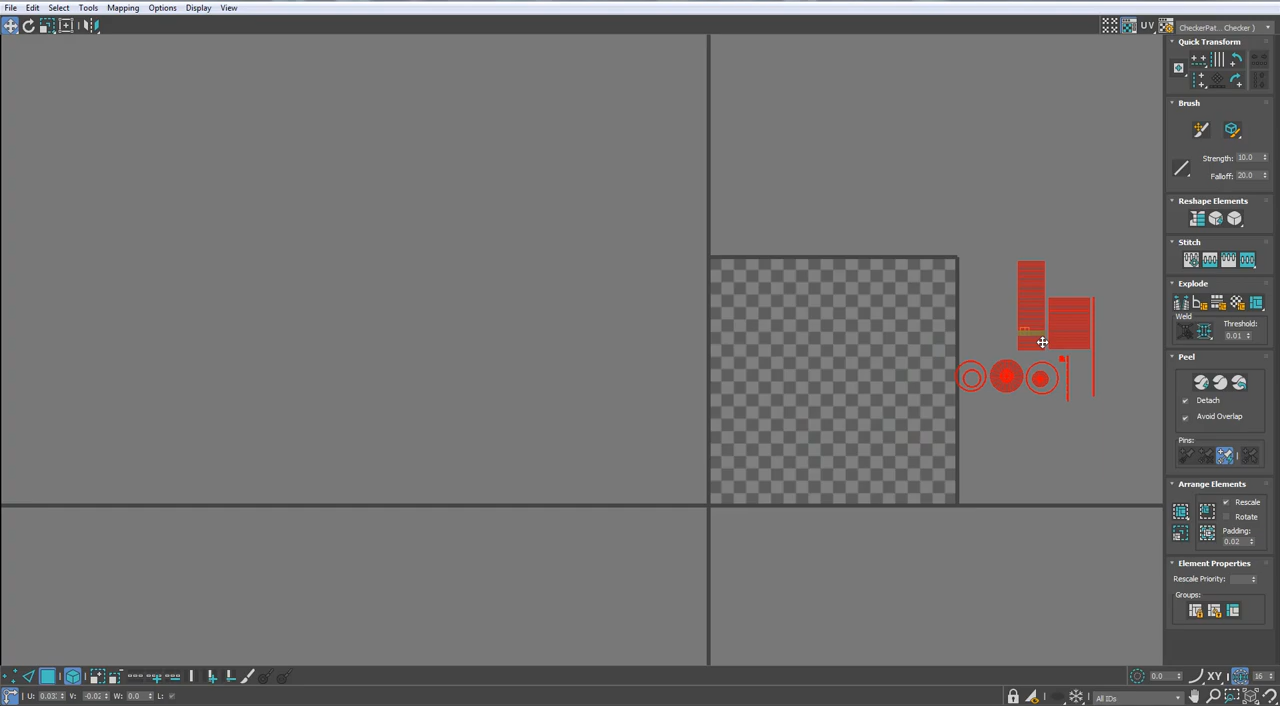 File Edit Select Tools Mapping Options Display View
UV CheckerPat... Checker )
Quick Transform
Brush
Strength: 10.0
Falloff: 20.0
Reshape Elements
Stitch
Explode
Weld Threshold:
0.01
Peel
Detach
Avoid Overlap
Pins:
Arrange Elements
Rescale
Rotate
Padding:
0.02
Element Properties
Rescale Priority:
Groups:
0.0 XY 16
U: V: W: 0.0 L: All IDs